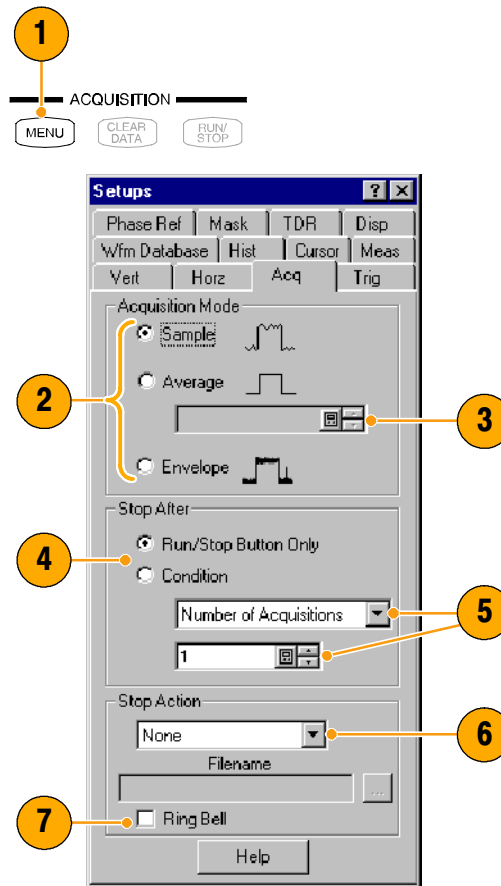 1
ACQUISITION
MENU
CLEAR
DATA
RUN/
STOP
Setups
Phase Ref Mask TDR Disp
Wfm Database Hist Cursor Meas
Vert Horz Acq Trig
Acquisition Mode
Sample
2
Average
3
Envelope
Stop After
4
Run/Stop Button Only
Condition
Number of Acquisitions
5
1
Stop Action
None
6
Filename
...
7
Ring Bell
Help